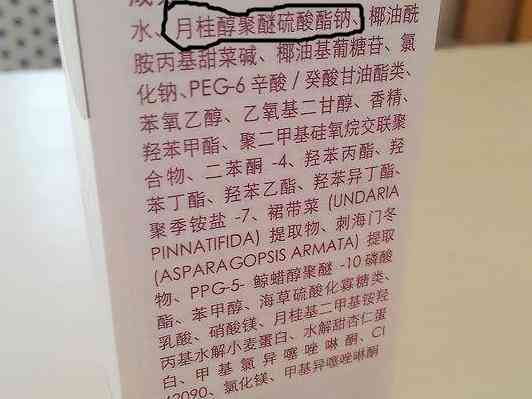 水、月桂醇聚醚硫酸酯钠、椰油酰
胺丙基甜菜碱、椰油基葡糖苷、氯
化钠、PEG-6 辛酸 / 癸酸甘油酯类、
苯氧乙醇、乙氧基二甘醇、香精、
羟苯甲酯、聚二甲基硅氧烷交联聚
合物、二苯酮 -4、羟苯丙酯、羟
苯丁酯、羟苯乙酯、羟苯异丁酯、
聚季铵盐 -7、裙带菜 (UNDARIA
PINNATIFIDA) 提取物、刺海门冬
(ASPARAGOPSIS ARMATA) 提取
物、PPG-5- 鲸蜡醇聚醚 -10 磷酸
酯、苯甲醇、海草硫酸化寡糖类、
乳酸、硝酸镁、月桂基二甲基铵羟
丙基水解小麦蛋白、水解甜杏仁蛋
白、甲基氯异噻唑啉酮、CI
42090、氯化镁、甲基异噻唑啉酮